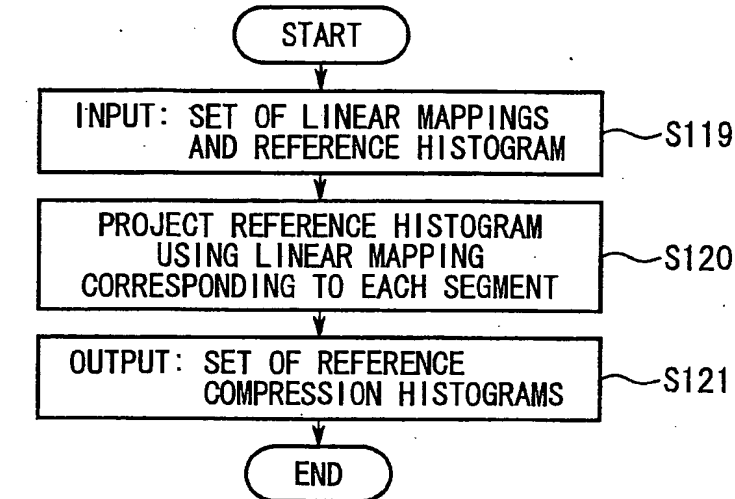 START
INPUT: SET OF LINEAR MAPPINGS
AND REFERENCE HISTOGRAM
S119
PROJECT REFERENCE HISTOGRAM
USING LINEAR MAPPING
CORRESPONDING TO EACH SEGMENT
S120
OUTPUT: SET OF REFERENCE
COMPRESSION HISTOGRAMS
S121
END